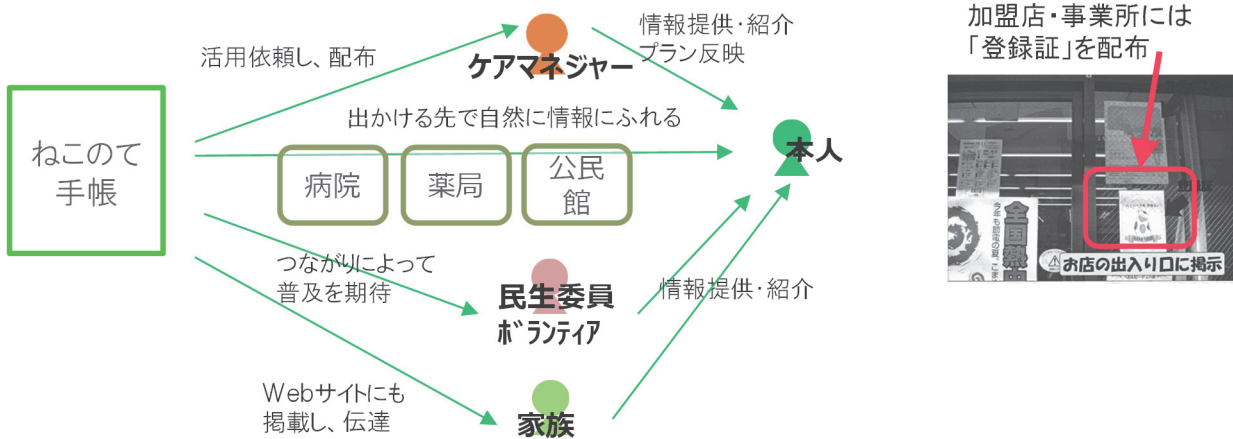 加盟店・事業所には
「登録証」を配布
情報提供・紹介
プラン反映
活用依頼し、配布
ケアマネジャー
出かける先で自然に情報にふれる
ねこのて
手帳
病院
薬局
公民
館
本人
全国熱中
お店の出入り口に掲示
つながりによって
普及を期待
民生委員
ボランティア
情報提供・紹介
Webサイトにも
掲載し、伝達
家族